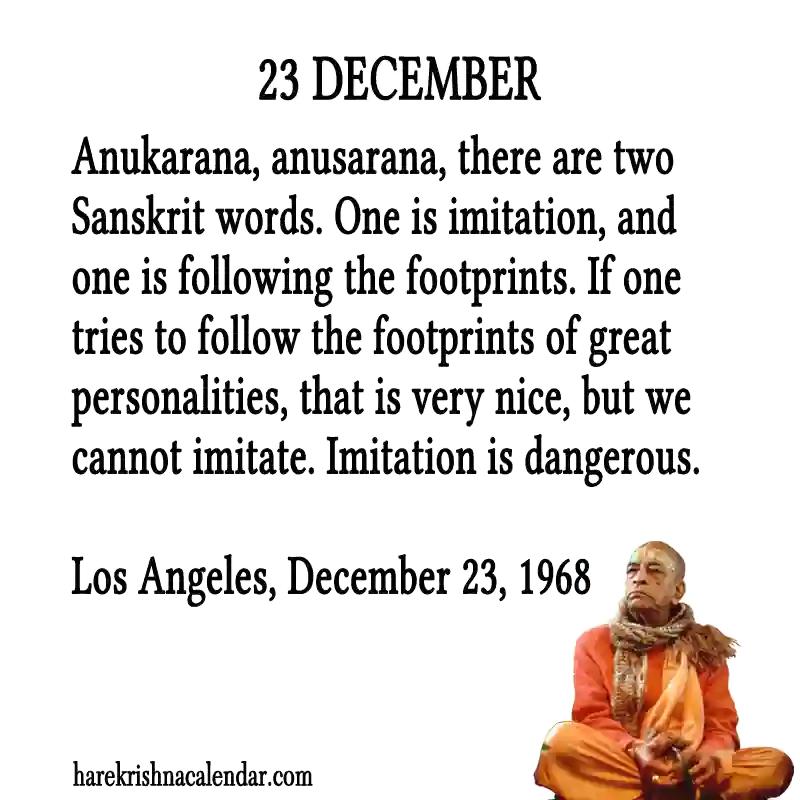 23 DECEMBER
Anukarana, anusarana, there are two
Sanskrit words. One is imitation, and
one is following the footprints. If one
tries to follow the footprints of great
personalities, that is very nice, but we
cannot imitate. Imitation is dangerous.
Los Angeles, December 23, 1968
harekrishnacalendar.com